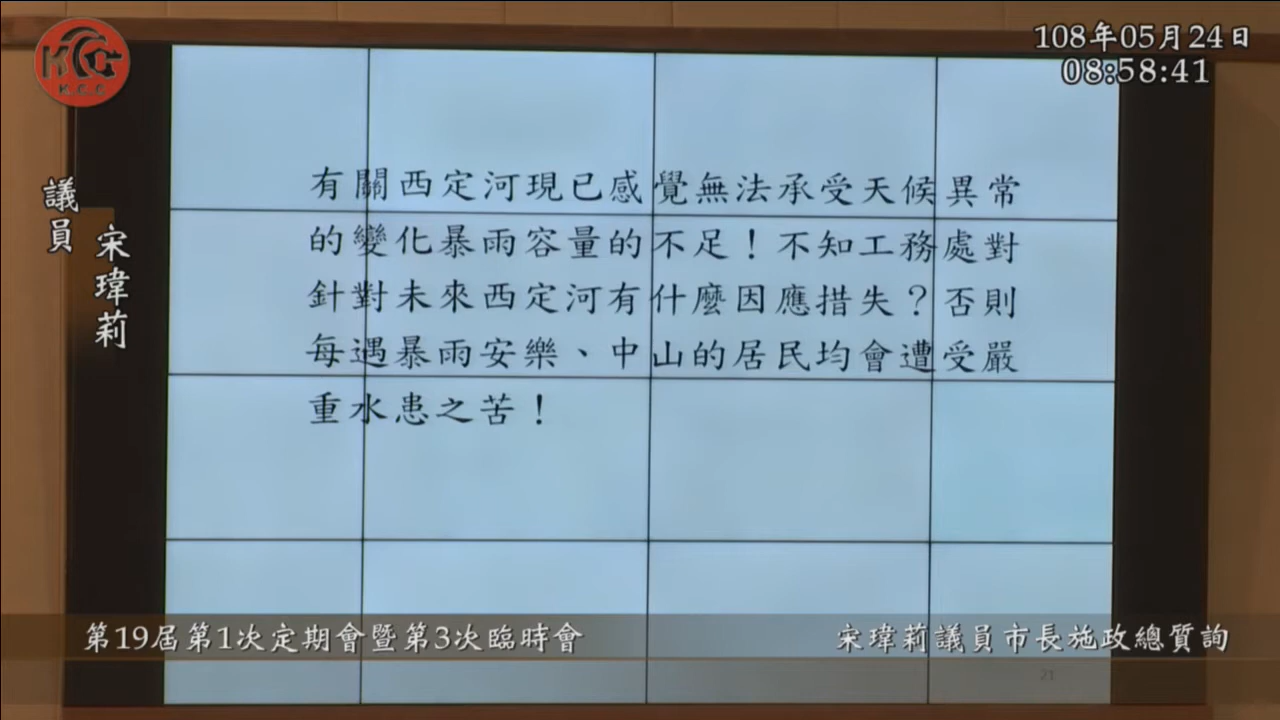 KCC
K.C.C
108年05月24日
08:58:41
議員
宋瑋莉
有關西定河現已感覺無法承受天候異常
的變化暴雨容量的不足！不知工務處對
針對未來西定河有什麼因應措失？否則
每遇暴雨安樂、中山的居民均會遭受嚴
重水患之苦！
第19屆第1次定期會暨第3次臨時會
宋瑋莉議員市長施政總質詢
21